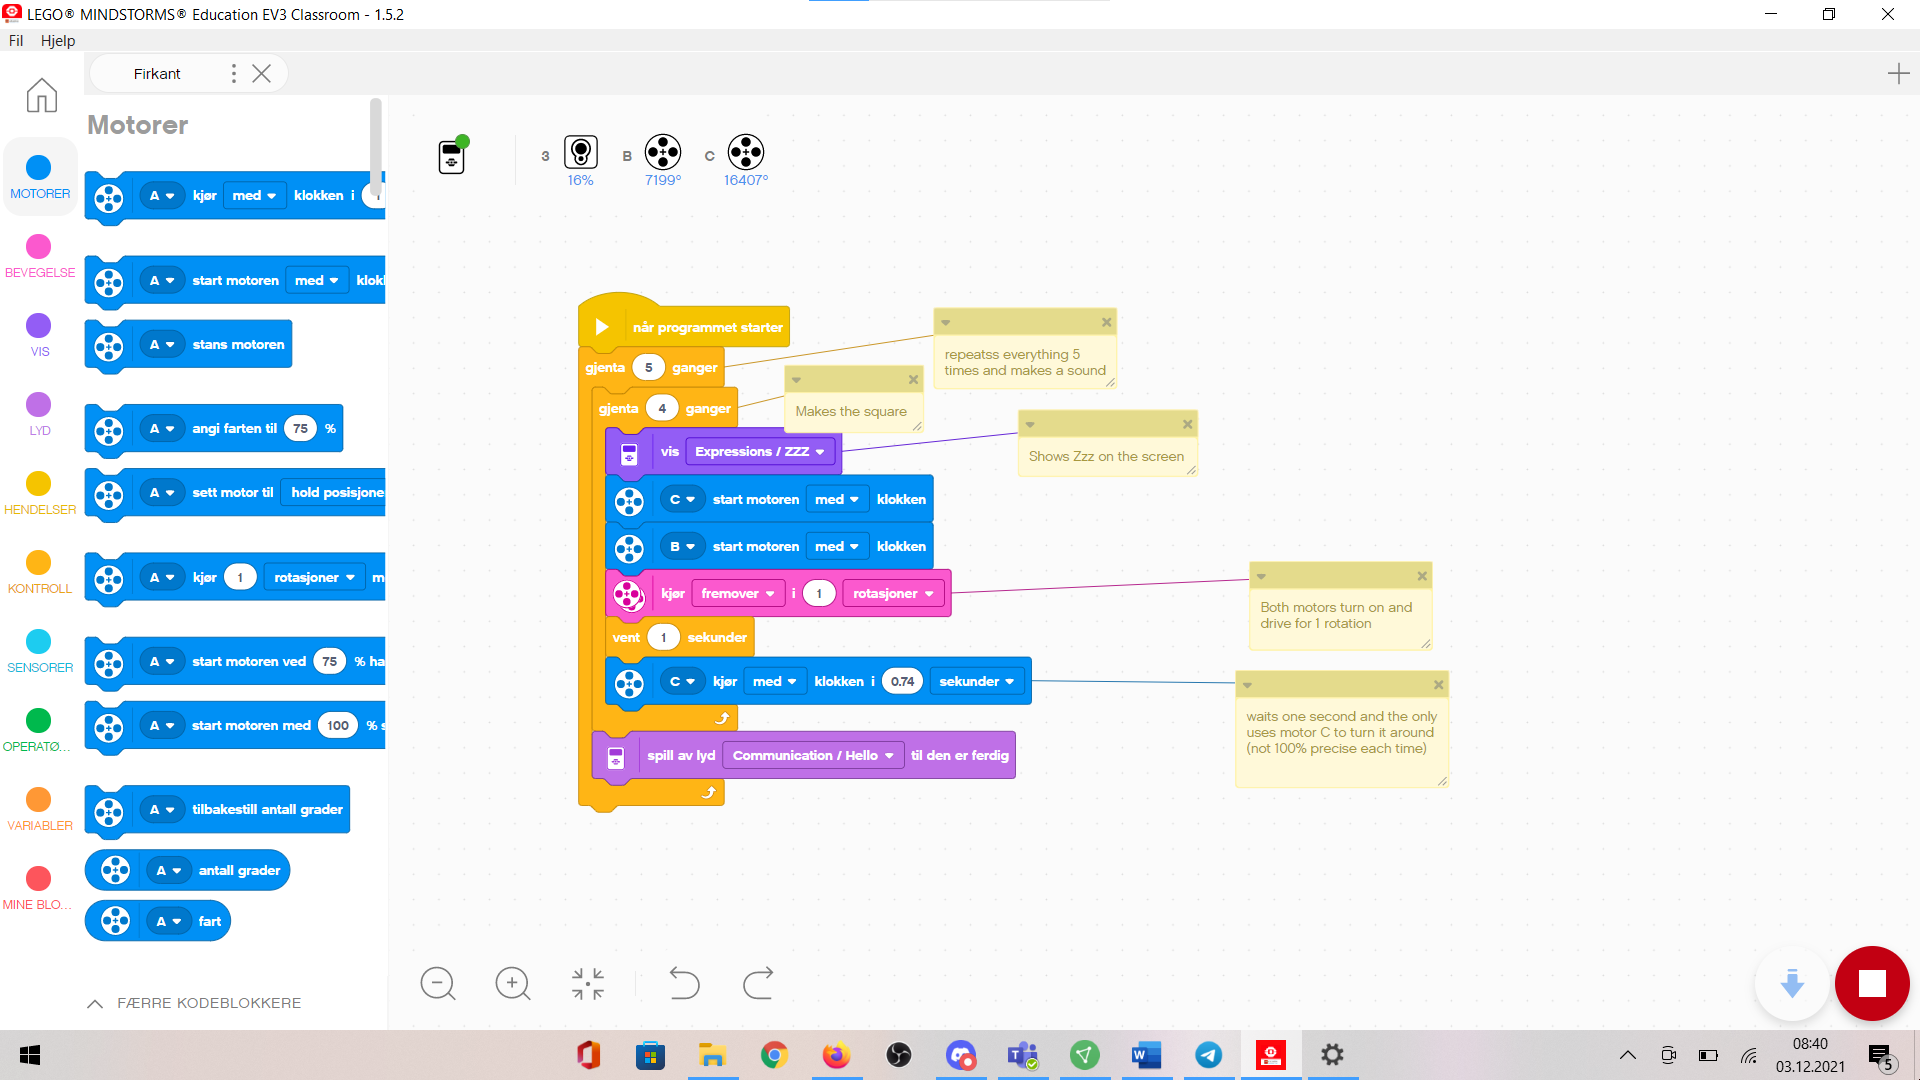 LEGO® MINDSTORMS® Education EV3 Classroom - 1.5.2
Fil Hjelp
Firkant
Motorer
MOTORER
BEVEGELSE
VIS
LYD
HENDELSER
KONTROLL
SENSORER
OPERATØ...
VARIABLER
MINE BLO...
A kjør med klokken i 1
A start motoren med klokk
A stans motoren
A angi farten til 75 %
A sett motor til hold posisjone
A kjør 1 rotasjoner m
A start motoren ved 75 % ha
A start motoren med 100 % s
A tilbakestill antall grader
A antall grader
A fart
FÆRRE KODEBLOKKERE
3 B C
16% 7199° 16407°
når programmet starter
gjenta 5 ganger
gjenta 4 ganger
vis Expressions / ZZZ
C start motoren med klokken
B start motoren med klokken
kjør fremover i 1 rotasjoner
vent 1 sekunder
C kjør med klokken i 0.74 sekunder
spill av lyd Communication / Hello til den er ferdig
repeatss everything 5
times and makes a sound
Makes the square
Shows Zzz on the screen
Both motors turn on and
drive for 1 rotation
waits one second and the only
uses motor C to turn it around
(not 100% precise each time)
08:40
03.12.2021
5